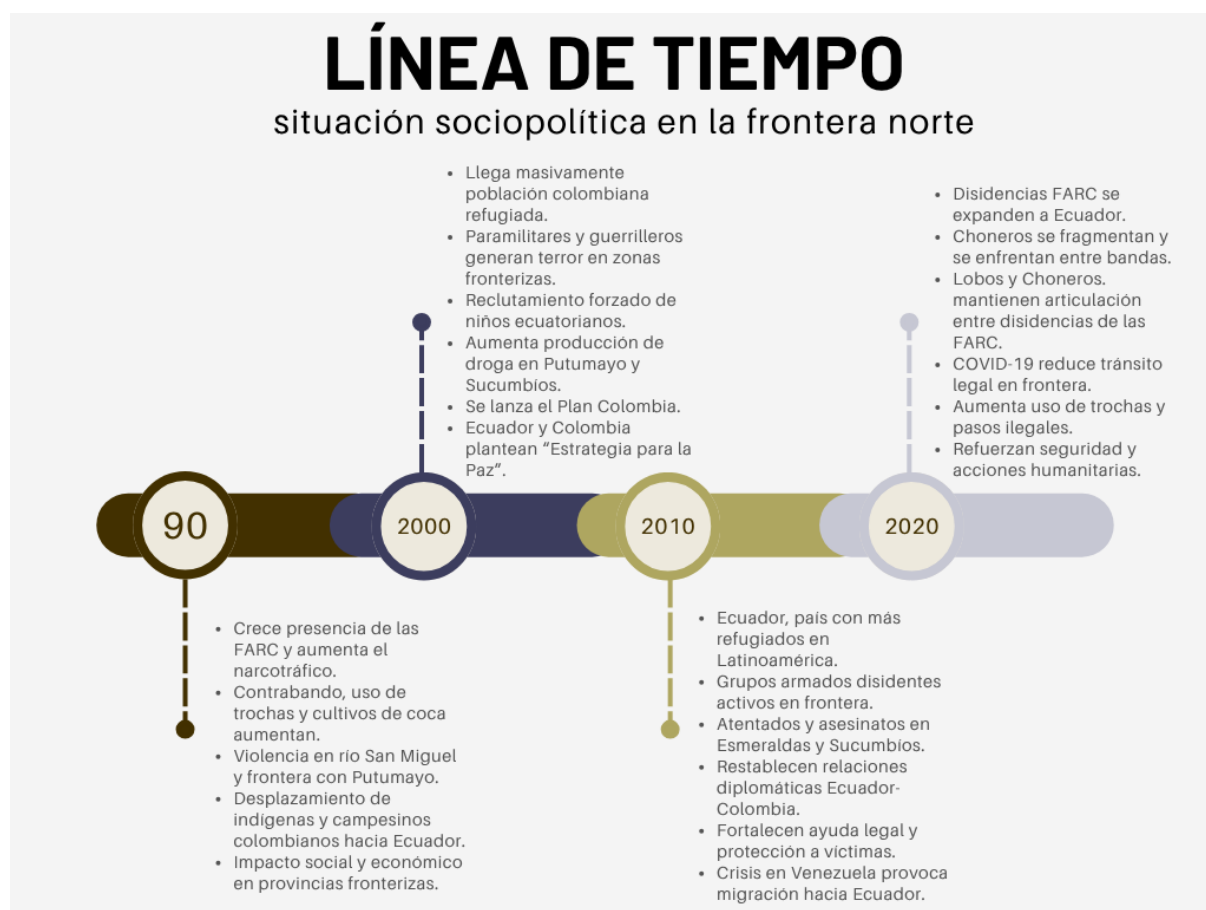 LÍNEA DE TIEMPO
situación sociopolítica en la frontera norte
90
• Crece presencia de las
FARC y aumenta el
narcotráfico.
• Contrabando, uso de
trochas y cultivos de coca
aumentan.
• Violencia en río San Miguel
y frontera con Putumayo.
• Desplazamiento de
indígenas y campesinos
colombianos hacia Ecuador.
• Impacto social y económico
en provincias fronterizas.
2000
• Llega masivamente
población colombiana
refugiada.
• Paramilitares y guerrilleros
generan terror en zonas
fronterizas.
• Reclutamiento forzado de
niños ecuatorianos.
• Aumenta producción de
droga en Putumayo y
Sucumbíos.
• Se lanza el Plan Colombia.
• Ecuador y Colombia
plantean “Estrategia para la
Paz”.
2010
• Ecuador, país con más
refugiados en
Latinoamérica.
• Grupos armados disidentes
activos en frontera.
• Atentados y asesinatos en
Esmeraldas y Sucumbíos.
• Restablecen relaciones
diplomáticas Ecuador-
Colombia.
• Fortalecen ayuda legal y
protección a víctimas.
• Crisis en Venezuela provoca
migración hacia Ecuador.
2020
• Disidencias FARC se
expanden a Ecuador.
• Choneros se fragmentan y
se enfrentan entre bandas.
• Lobos y Choneros.
mantienen articulación
entre disidencias de las
FARC.
• COVID-19 reduce tránsito
legal en frontera.
• Aumenta uso de trochas y
pasos ilegales.
• Refuerzan seguridad y
acciones humanitarias.